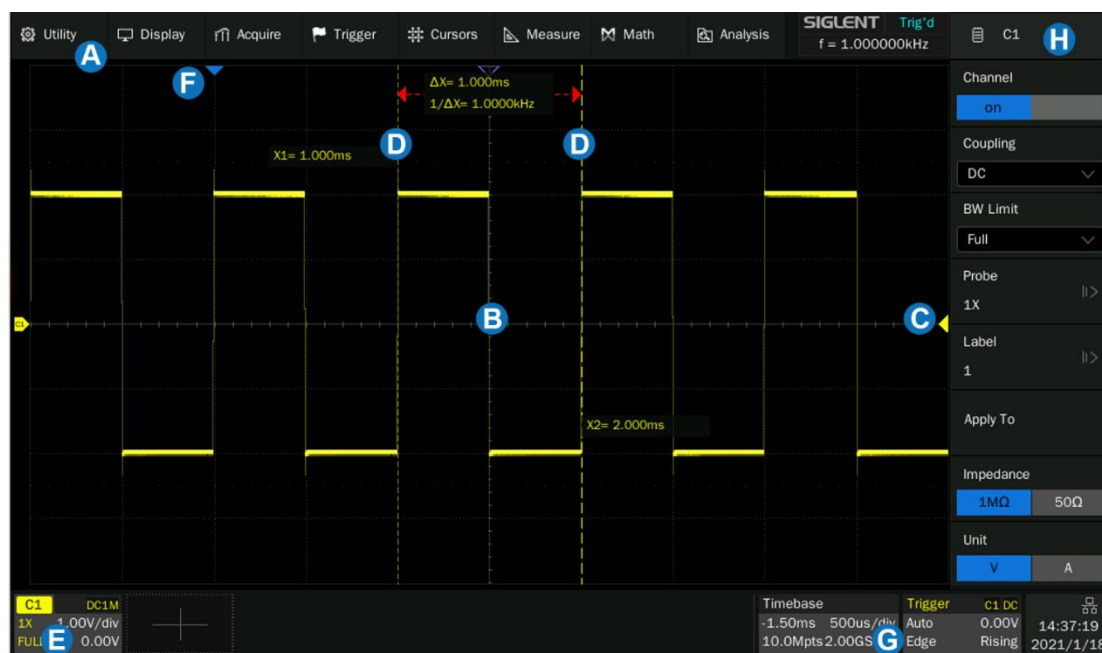 Utility Display Acquire Trigger Cursors Measure Math Analysis
SIGLENT Trig'd
f = 1.000000kHz
C1 H
A
F
ΔX= 1.000ms
1/ΔX= 1.0000kHz
D D
X1= 1.000ms
B
C1
C
X2= 2.000ms
Channel
on
Coupling
DC
BW Limit
Full
Probe
1X
Label
1
Apply To
Impedance
1MΩ 50Ω
Unit
V A
C1 DC1M
1X 1.00V/div
FULL E 0.00V
Timebase
-1.50ms 500us/div
10.0Mpts 2.00GS G
Trigger C1 DC
Auto 0.00V
Edge Rising
14:37:19
2021/1/18